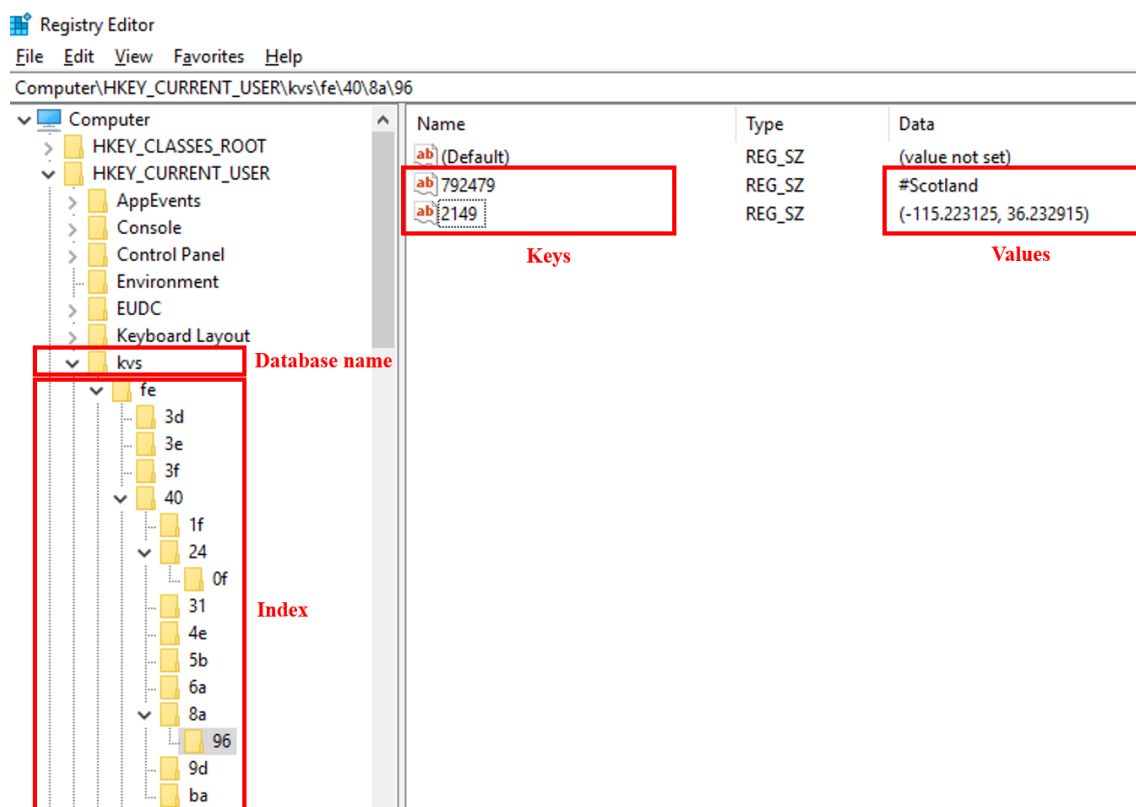 Registry Editor
File Edit View Favorites Help
Computer\HKEY_CURRENT_USER\kvs\fe\40\8a\96
Computer
HKEY_CLASSES_ROOT
HKEY_CURRENT_USER
AppEvents
Console
Control Panel
Environment
EUDC
Keyboard Layout
kvs
Database name
fe
3d
3e
3f
40
1f
24
0f
31
Index
4e
5b
6a
8a
96
9d
ba
Name Type Data
ab (Default) REG_SZ (value not set)
ab 792479 REG_SZ #Scotland
ab 2149 REG_SZ (-115.223125, 36.232915)
Keys Values